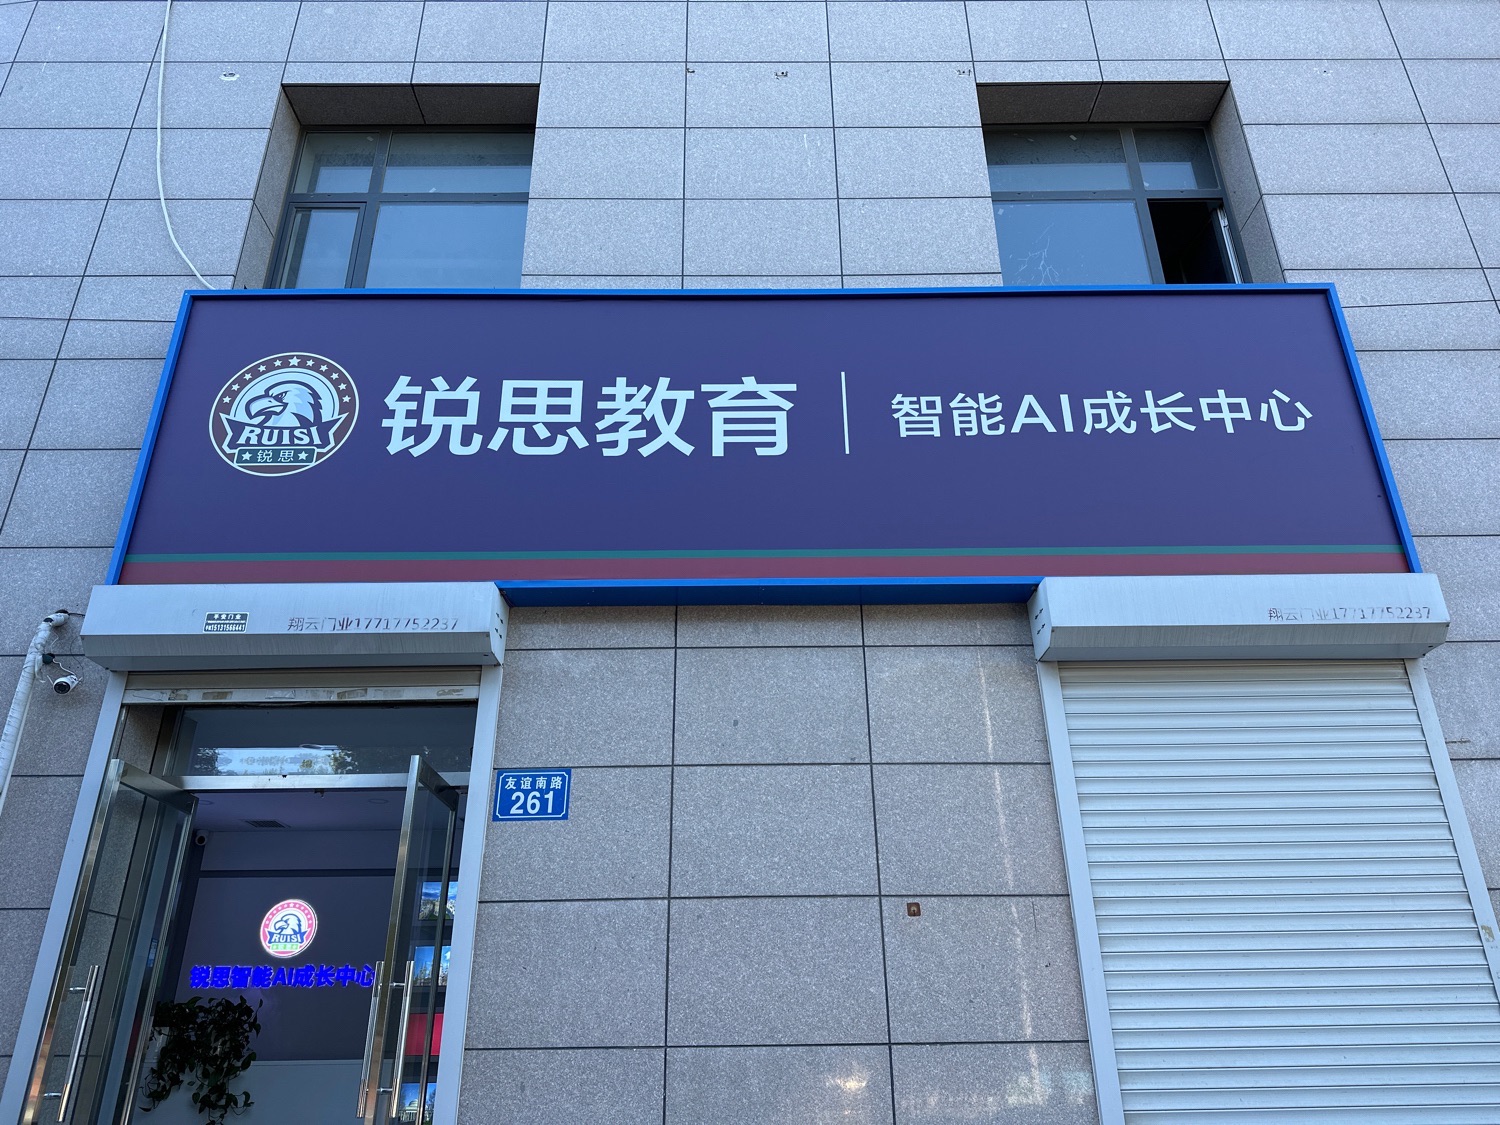 锐思教育
智能AI成长中心
RUISI
锐思
翔云门业17717752237
翔云门业17717752237
友谊南路
261
RUISI
锐思智能AI成长中心